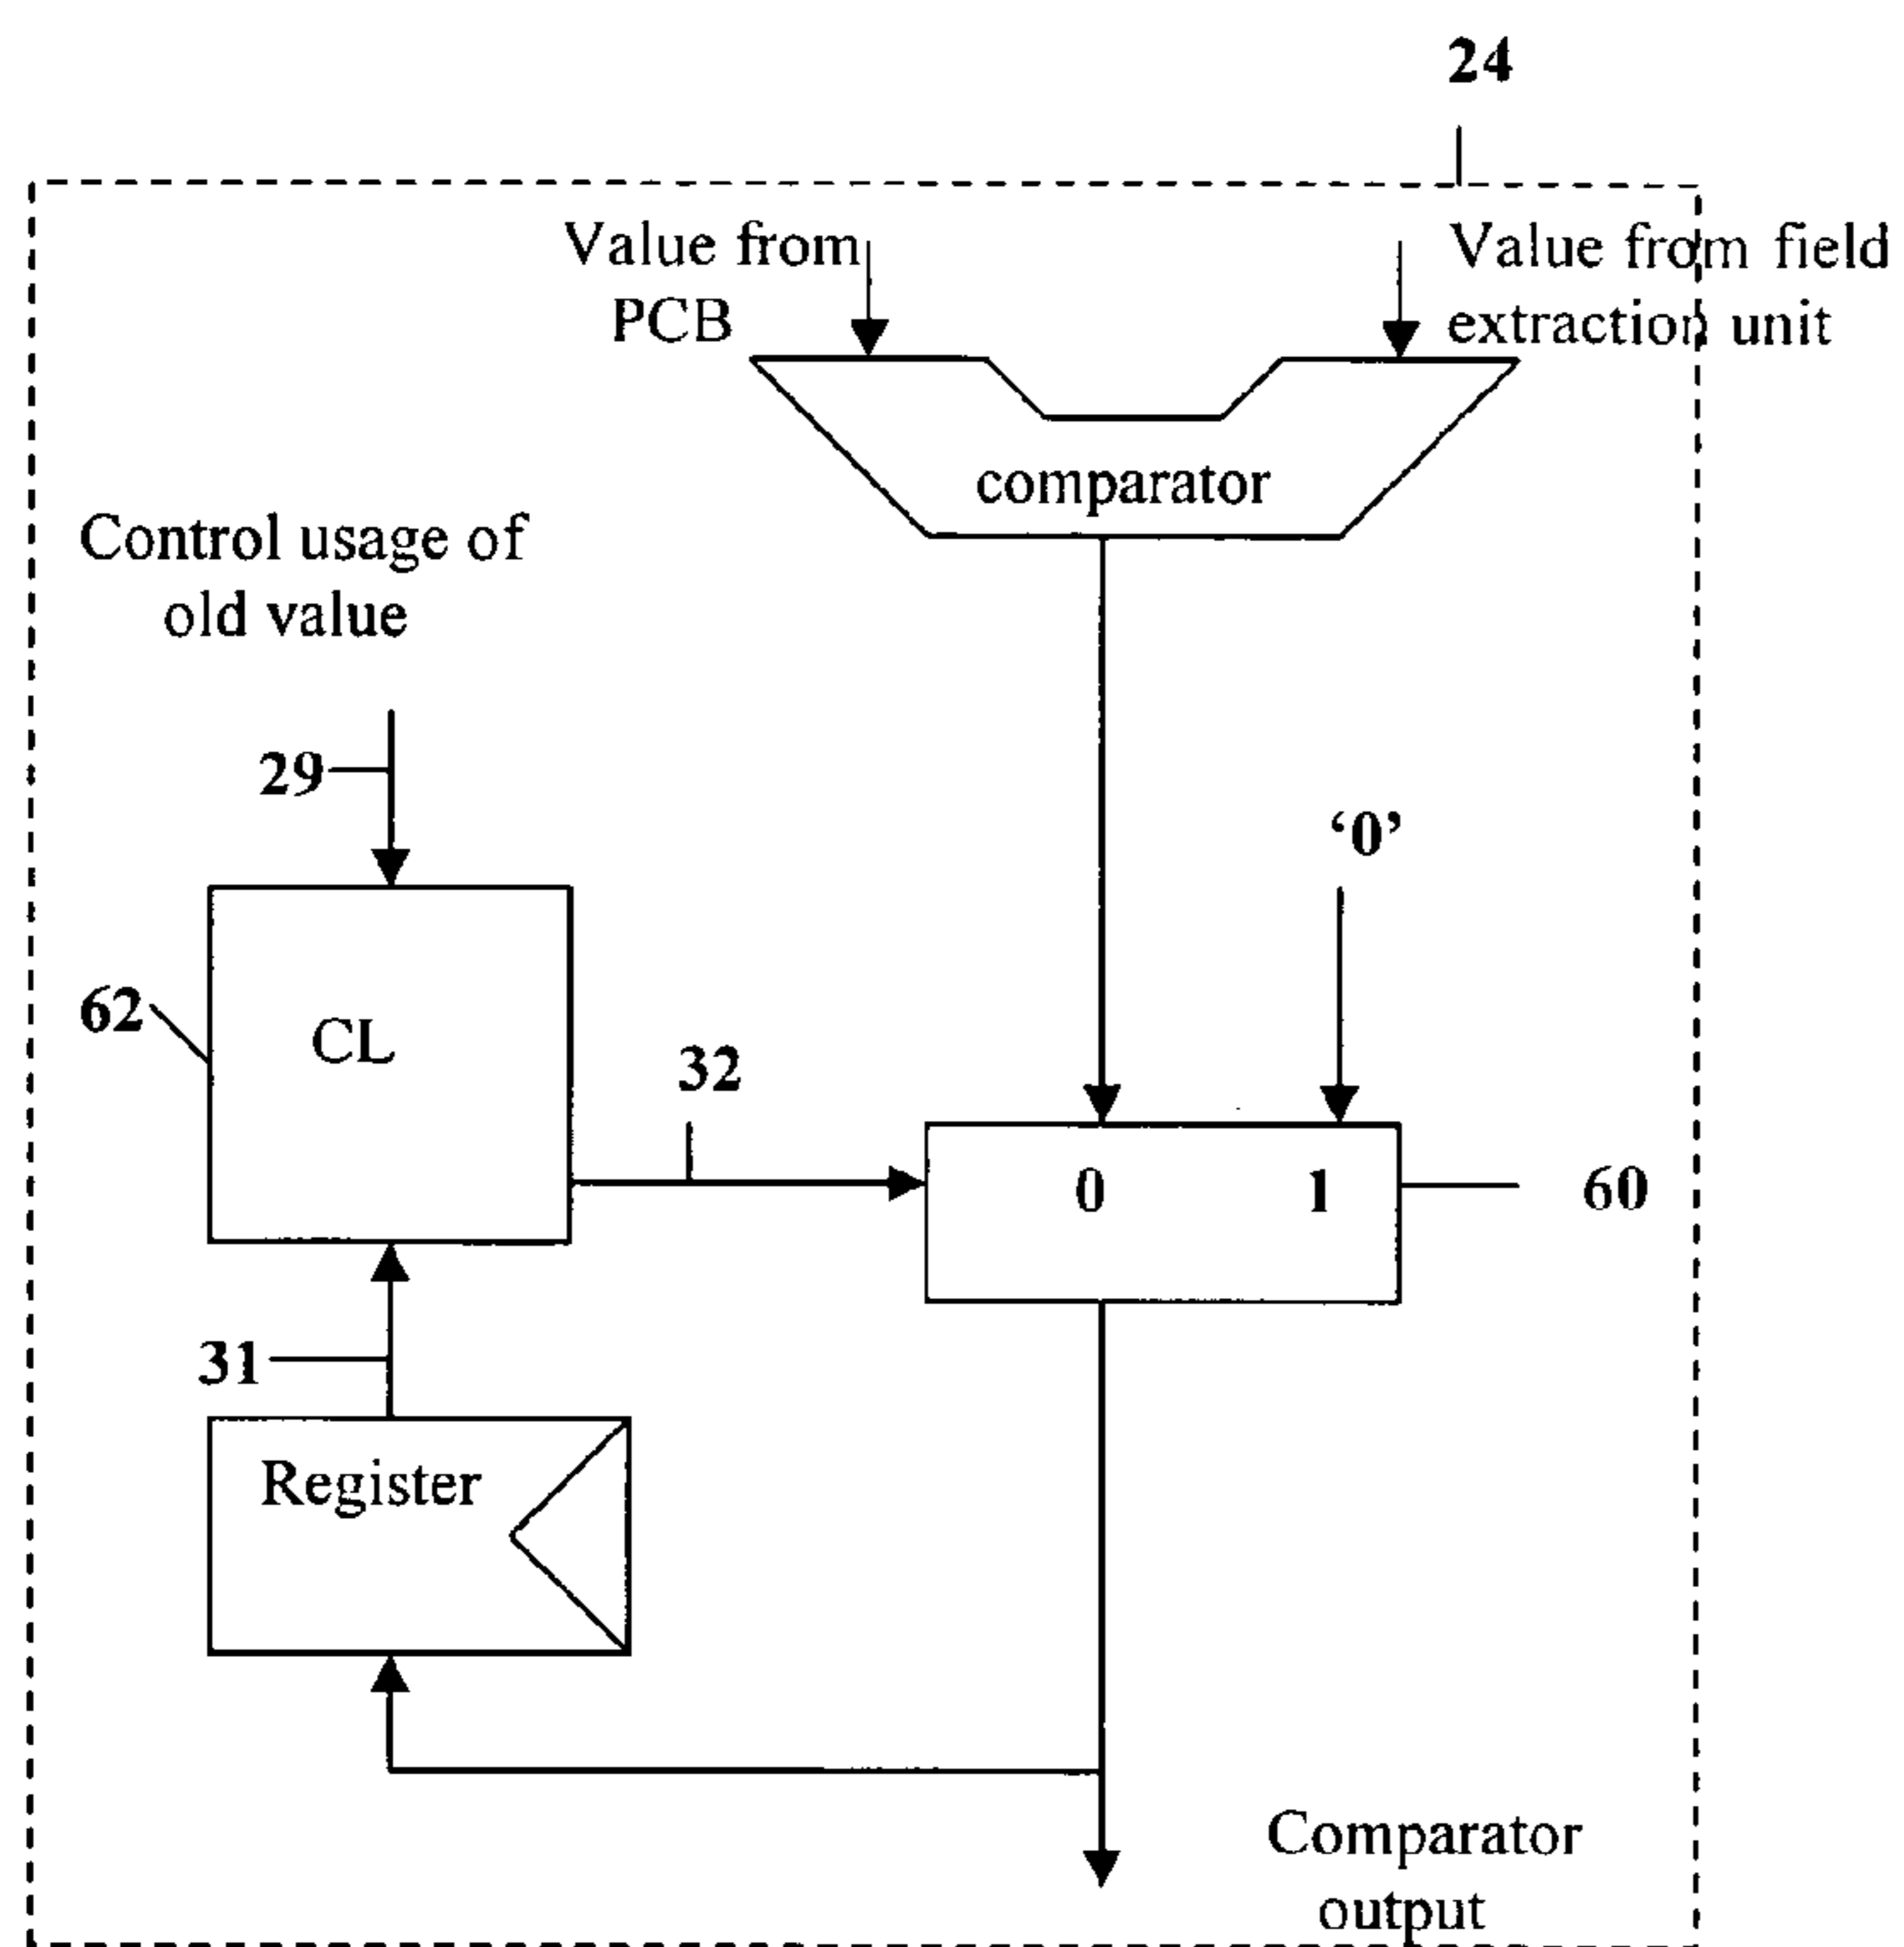 24
Value from
PCB
Value from field
extraction unit
comparator
Control usage of
old value
29
‘0’
62
CL
32
0 1
60
31
Register
Comparator
output